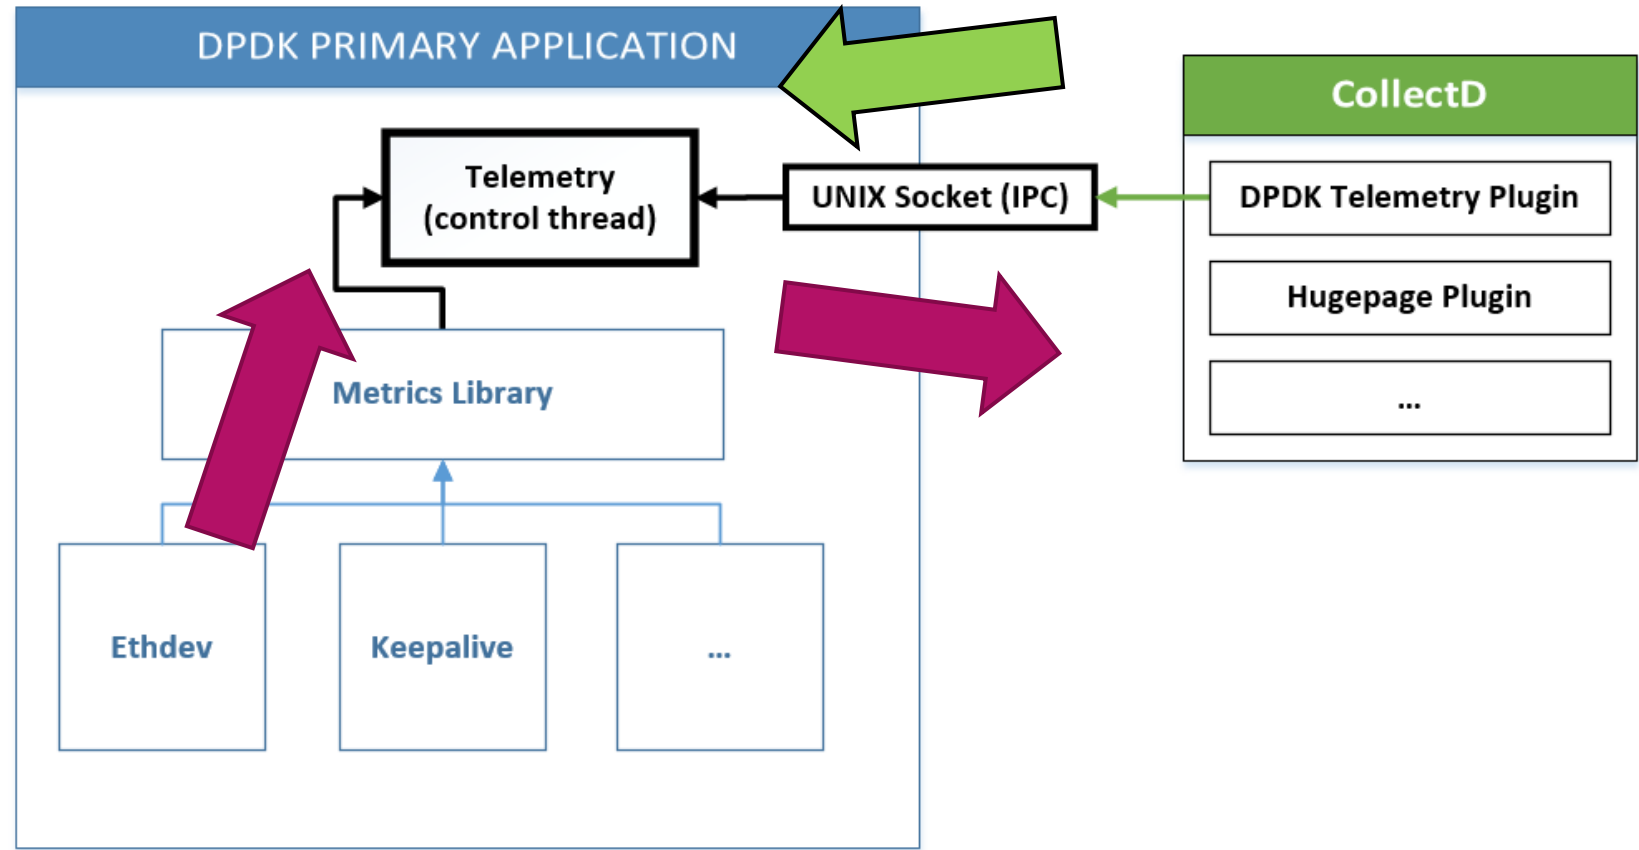 DPDK PRIMARY APPLICATION
CollectD
Telemetry
(control thread)
UNIX Socket (IPC)
DPDK Telemetry Plugin
Hugepage Plugin
...
Metrics Library
Ethdev
Keepalive
...